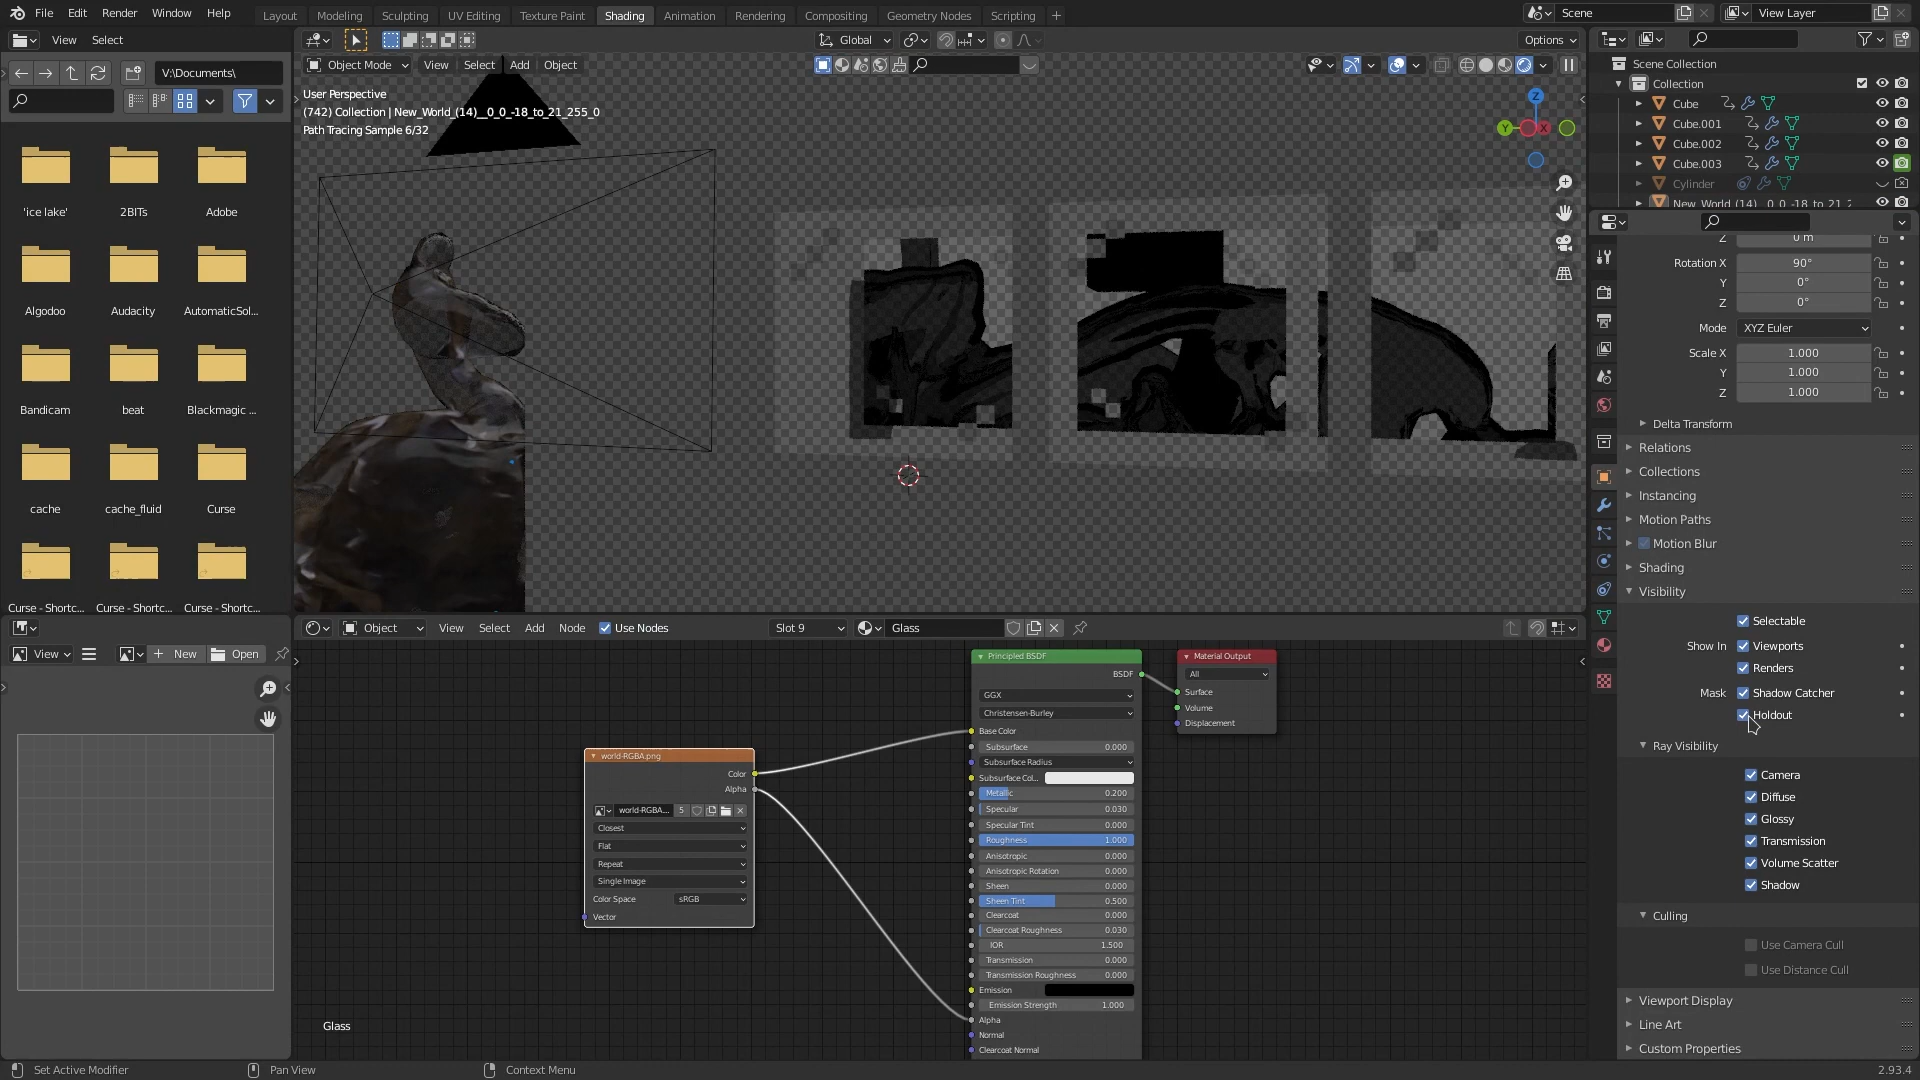 File Edit Render Window Help
Layout Modeling Sculpting UV Editing Texture Paint Shading Animation Rendering Compositing Geometry Nodes Scripting +
Scene
View Layer
View Select
Global
Options
V:\Documents\
Object Mode View Select Add Object
User Perspective
(742) Collection | New_World_(14)__0_0_-18_to_21_255_0
Path Tracing Sample 6/32
Z
Y
X
'ice lake' 2BITs Adobe
Algodoo Audacity AutomaticSol...
Bandicam beat Blackmagic ...
cache cache_fluid Curse
Curse - Shortc... Curse - Shortc... Curse - Shortc...
Scene Collection
Collection
Cube
Cube.001
Cube.002
Cube.003
Cylinder
New_World_(14)__0_0_-18_to_21_2
Z 0 m
Rotation X 90°
Y 0°
Z 0°
Mode XYZ Euler
Scale X 1.000
Y 1.000
Z 1.000
Delta Transform
Relations
Collections
Instancing
Motion Paths
Motion Blur
Shading
Visibility
Selectable
Show In Viewports
Renders
Mask Shadow Catcher
Holdout
Ray Visibility
Camera
Diffuse
Glossy
Transmission
Volume Scatter
Shadow
Culling
Use Camera Cull
Use Distance Cull
Viewport Display
Line Art
Custom Properties
View + New Open
Object View Select Add Node Use Nodes Slot 9 Glass
world-RGBA.png
Color
Alpha
world-RGBA... 5
Closest
Flat
Repeat
Single Image
Color Space sRGB
Vector
Principled BSDF
BSDF
GGX
Christensen-Burley
Base Color
Subsurface 0.000
Subsurface Radius
Subsurface Col...
Metallic 0.200
Specular 0.030
Specular Tint 0.000
Roughness 1.000
Anisotropic 0.000
Anisotropic Rotation 0.000
Sheen 0.000
Sheen Tint 0.500
Clearcoat 0.000
Clearcoat Roughness 0.030
IOR 1.500
Transmission 0.000
Transmission Roughness 0.000
Emission
Emission Strength 1.000
Alpha
Normal
Clearcoat Normal
Material Output
All
Surface
Volume
Displacement
Glass
Set Active Modifier Pan View Context Menu 2.93.4